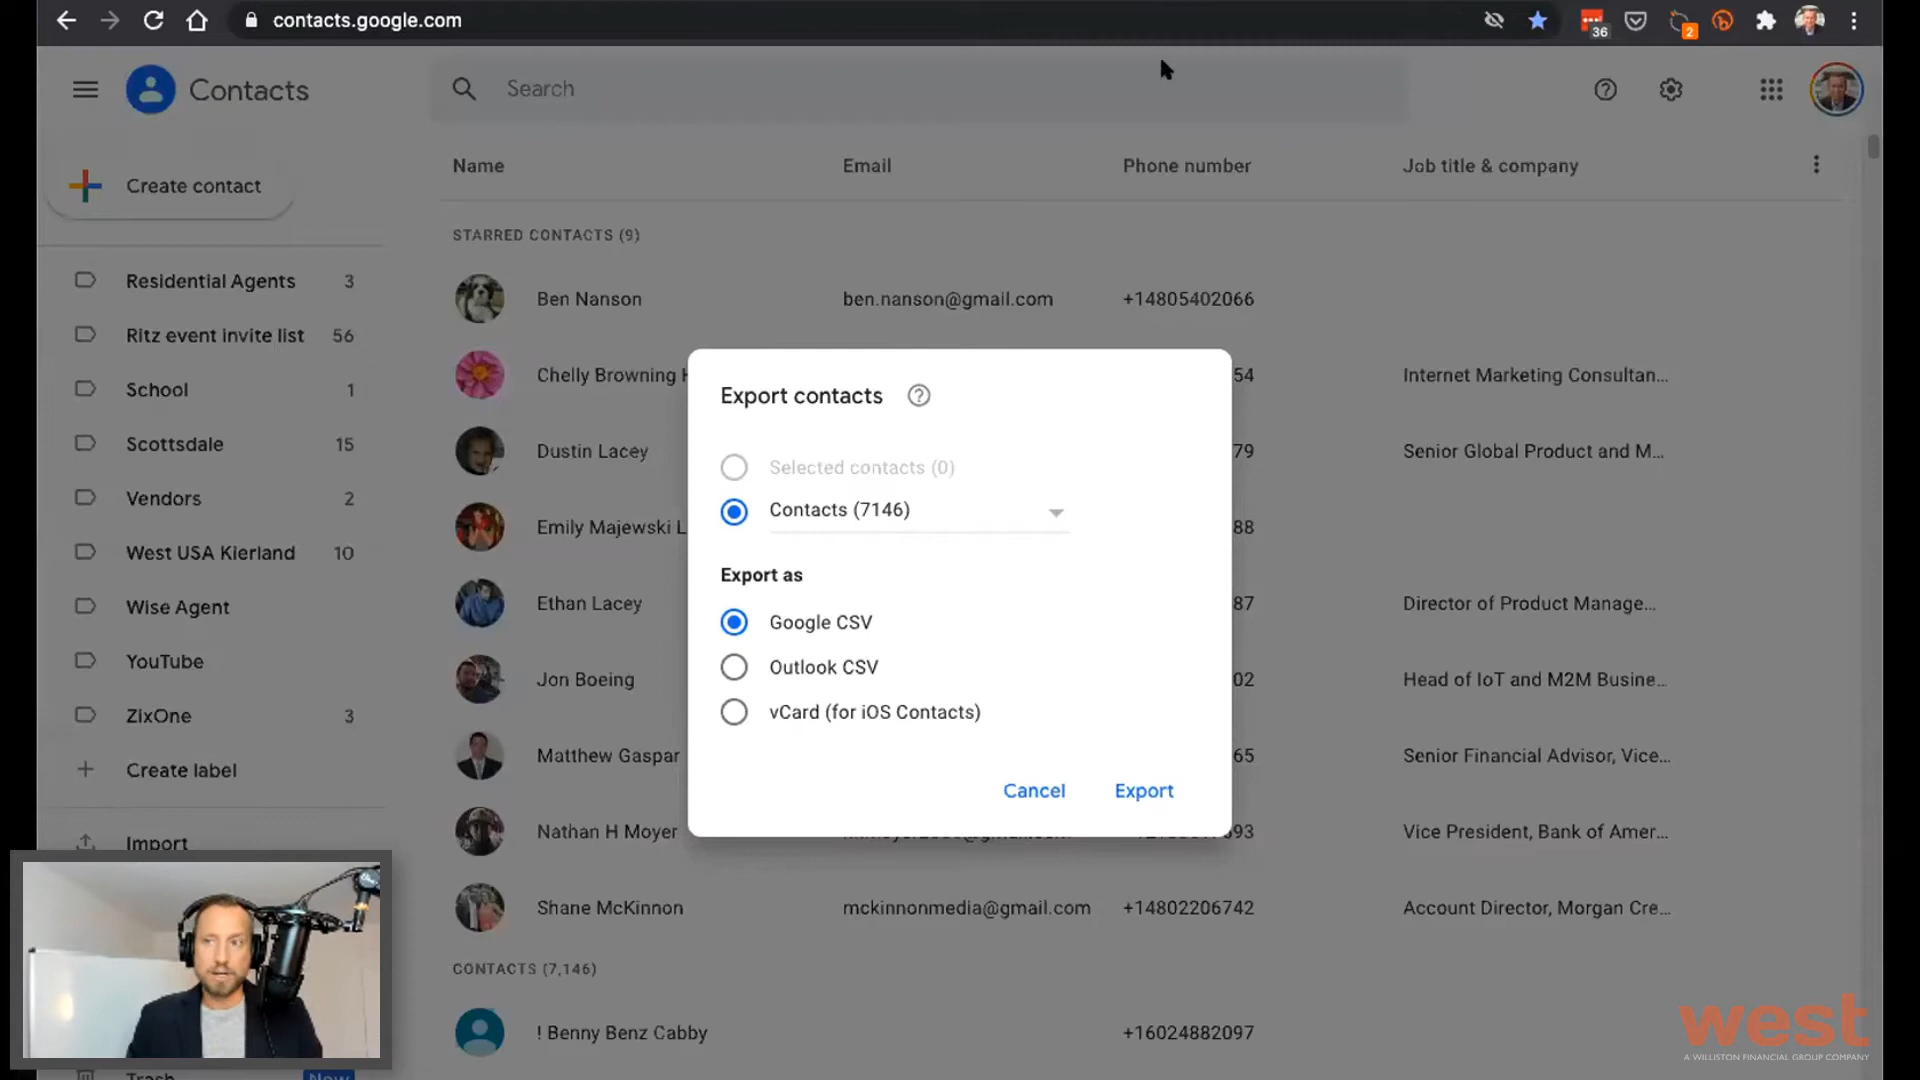 contacts.google.com
36
2
Contacts
Search
Create contact
Name
Email
Phone number
Job title & company
STARRED CONTACTS (9)
Residential Agents 3
Ritz event invite list 56
School 1
Scottsdale 15
Vendors 2
West USA Kierland 10
Wise Agent
YouTube
ZixOne 3
Create label
Import
New
Ben Nanson ben.nanson@gmail.com +14805402066
Chelly Browning 54 Internet Marketing Consultan...
Dustin Lacey 79 Senior Global Product and M...
Emily Majewski L 88
Ethan Lacey 87 Director of Product Manage...
Jon Boeing 02 Head of IoT and M2M Busine...
Matthew Gaspar 65 Senior Financial Advisor, Vice...
Nathan H Moyer Vice President, Bank of Amer...
Shane McKinnon mckinnonmedia@gmail.com +14802206742 Account Director, Morgan Cre...
CONTACTS (7,146)
! Benny Benz Cabby +16024882097
Export contacts
Selected contacts (0)
Contacts (7146)
Export as
Google CSV
Outlook CSV
vCard (for iOS Contacts)
Cancel Export
west
A WILLISTON FINANCIAL GROUP COMPANY